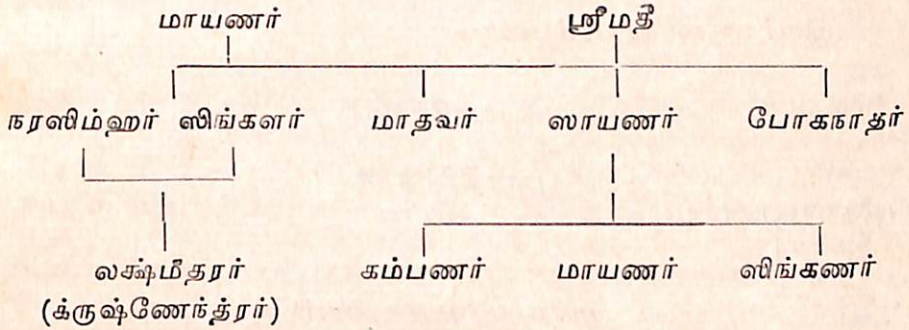 மாயணர் ஸ்ரீமதீ
நரஸிம்ஹர் ஸிங்களர் மாதவர் ஸாயணர் போகநாதர்
லக்ஷ்மீதரர் கம்பணர் மாயணர் ஸிங்கணர்
(க்ருஷ்ணேந்த்ரர்)